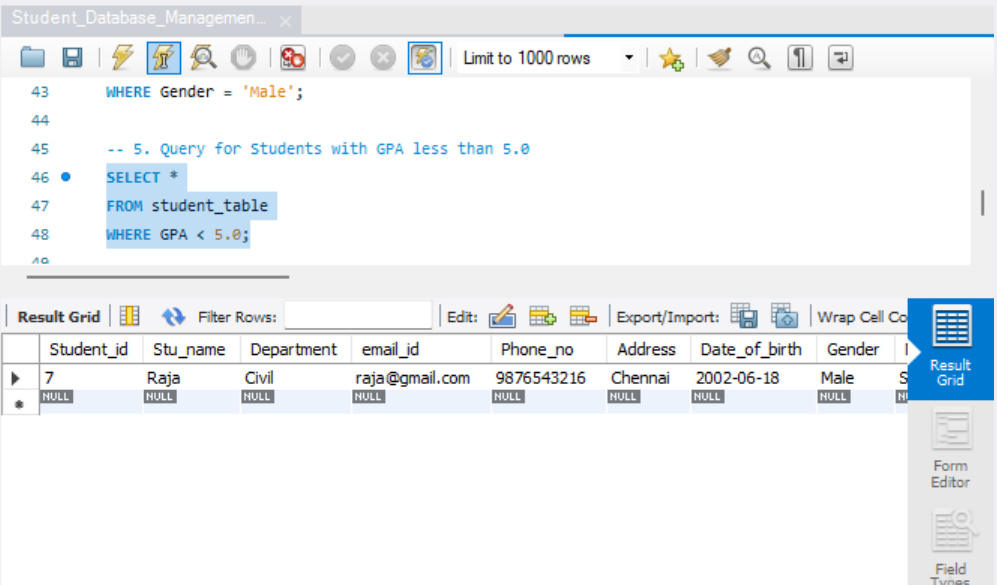 Student_Database_Managemen...
Limit to 1000 rows
43 WHERE Gender = 'Male';
44
45 -- 5. Query for Students with GPA less than 5.0
46 SELECT *
47 FROM student_table
48 WHERE GPA < 5.0;
49
Result Grid Filter Rows: Edit: Export/Import: Wrap Cell Co
Student_id Stu_name Department email_id Phone_no Address Date_of_birth Gender
7 Raja Civil raja@gmail.com 9876543216 Chennai 2002-06-18 Male S
NULL NULL NULL NULL NULL NULL NULL NULL
Result
Grid
Form
Editor
Field
Types